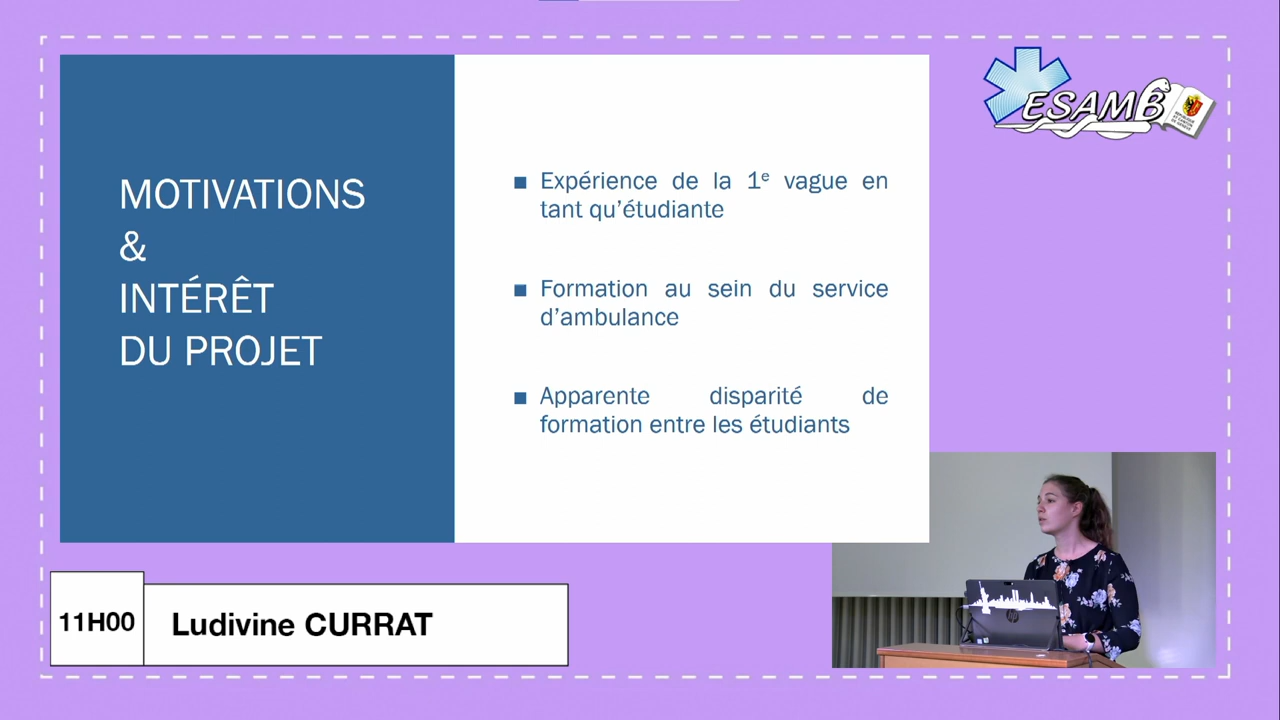 MOTIVATIONS
&
INTÉRÊT
DU PROJET
■ Expérience de la 1e vague en
tant qu'étudiante
■ Formation au sein du service
d'ambulance
■ Apparente disparité de
formation entre les étudiants
ESAMB
11H00
Ludivine CURRAT
hp